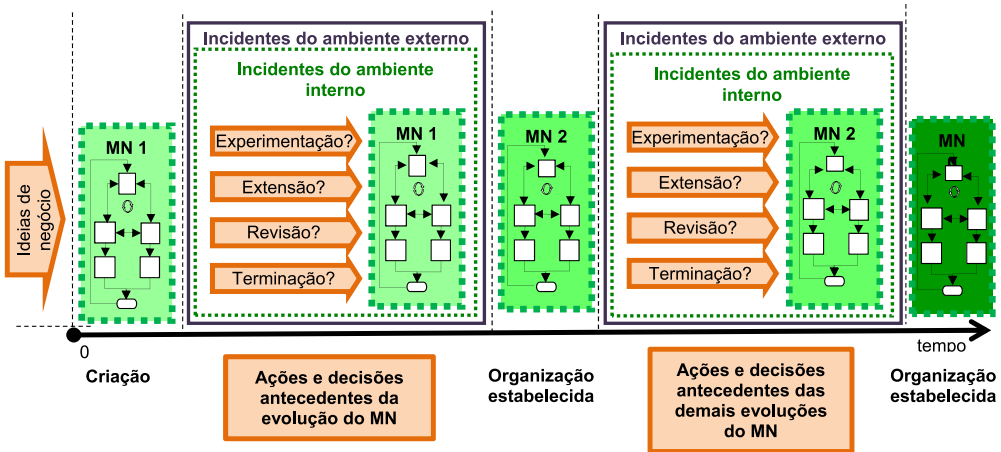 Ideias de
negócio
MN 1
Incidentes do ambiente externo
Incidentes do ambiente
interno
Experimentação?
Extensão?
Revisão?
Terminação?
MN 1
MN 2
Incidentes do ambiente externo
Incidentes do ambiente
interno
Experimentação?
Extensão?
Revisão?
Terminação?
MN 2
MN
0
tempo
Criação
Ações e decisões
antecedentes da
evolução do MN
Organização
estabelecida
Ações e decisões
antecedentes das
demais evoluções
do MN
Organização
estabelecida